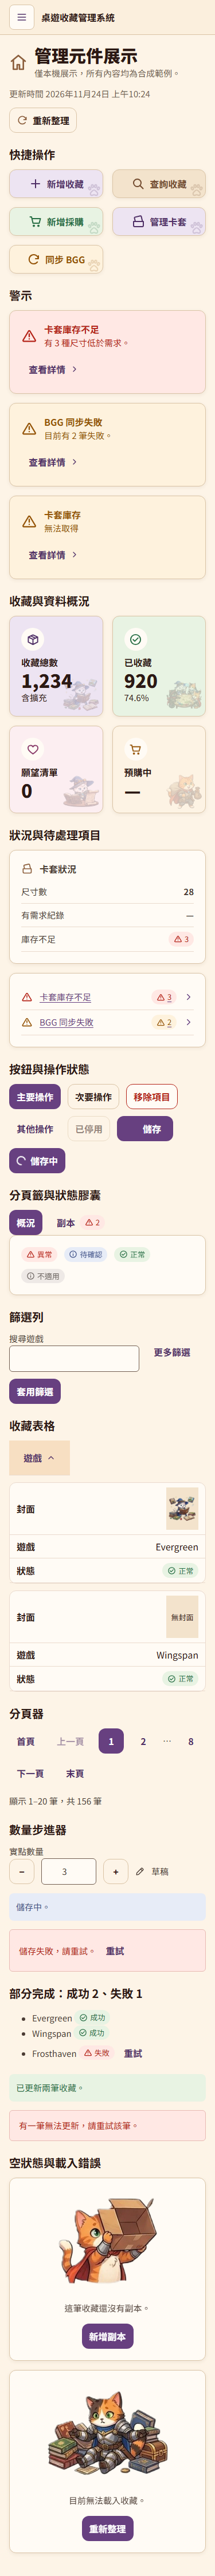 桌遊收藏管理系統
管理元件展示
僅本機展示，所有內容均為合成範例。
更新時間 2026年11月24日 上午10:24
重新整理
快捷操作
新增收藏
查詢收藏
新增採購
管理卡套
同步 BGG
警示
卡套庫存不足
有 3 種尺寸低於需求。
查看詳情
BGG 同步失敗
目前有 2 筆失敗。
查看詳情
卡套庫存
無法取得
查看詳情
收藏與資料概況
收藏總數
1,234
含擴充
已收藏
920
74.6%
願望清單
0
預購中
—
狀況與待處理項目
卡套狀況
尺寸數 28
有需求紀錄 —
庫存不足 3
卡套庫存不足 3
BGG 同步失敗 2
按鈕與操作狀態
主要操作 次要操作 移除項目
其他操作 已停用 儲存
儲存中
分頁籤與狀態膠囊
概況 副本 2
異常 待確認 正常
不適用
篩選列
搜尋遊戲
更多篩選
套用篩選
收藏表格
遊戲
封面
遊戲 Evergreen
狀態 正常
封面 無封面
遊戲 Wingspan
狀態 正常
分頁器
首頁 上一頁 1 2 … 8
下一頁 末頁
顯示 1–20 筆，共 156 筆
數量步進器
實點數量
− 3 + 草稿
儲存中。
儲存失敗，請重試。 重試
部分完成：成功 2、失敗 1
Evergreen 成功
Wingspan 成功
Frosthaven 失敗 重試
已更新兩筆收藏。
有一筆無法更新，請重試該筆。
空狀態與載入錯誤
這筆收藏還沒有副本。
新增副本
目前無法載入收藏。
重新整理